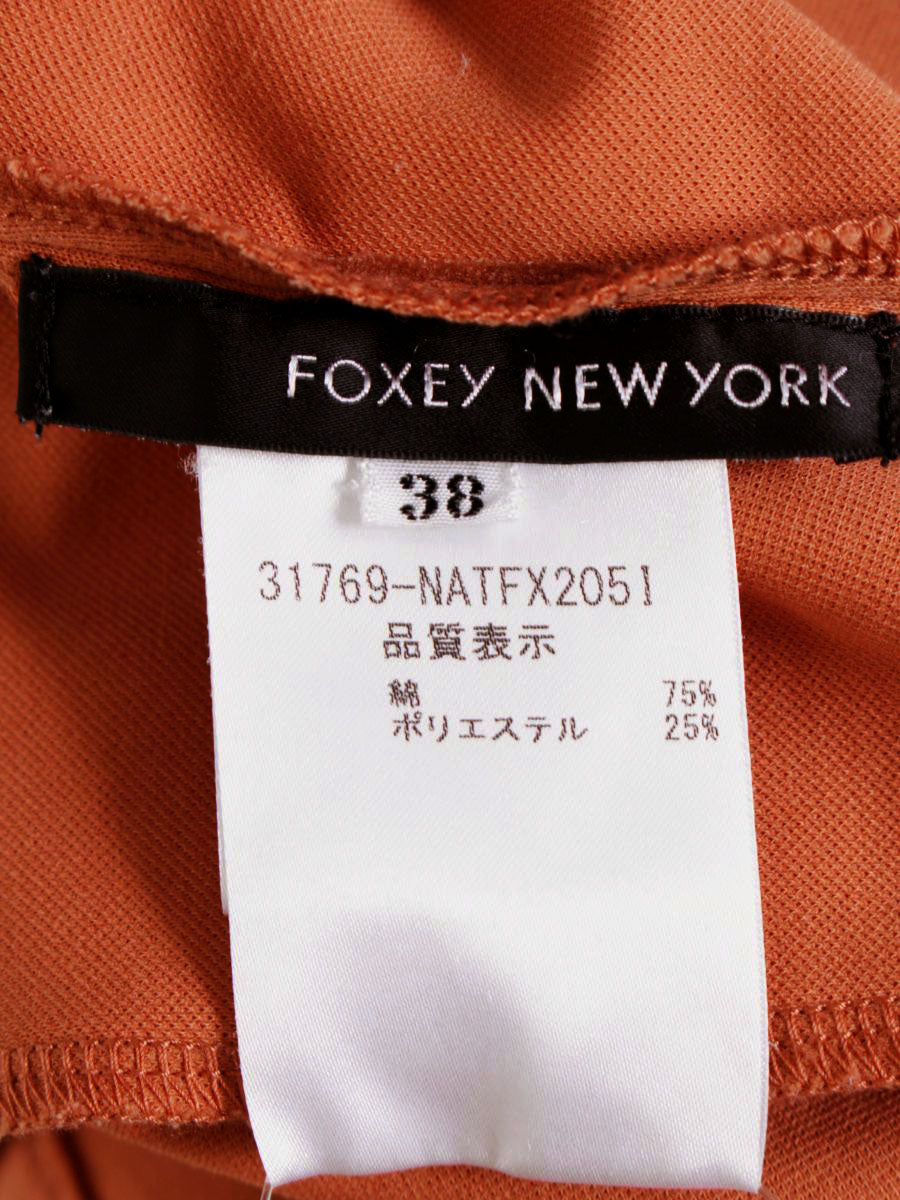 FOXEY NEW YORK
38
31769-NATFX205I
品質表示
綿 75%
ポリエステル 25%